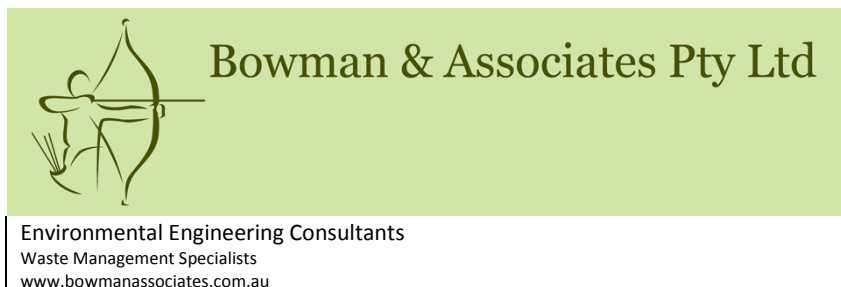 Bowman & Associates Pty Ltd
Environmental Engineering Consultants
Waste Management Specialists
www.bowmanassociates.com.au